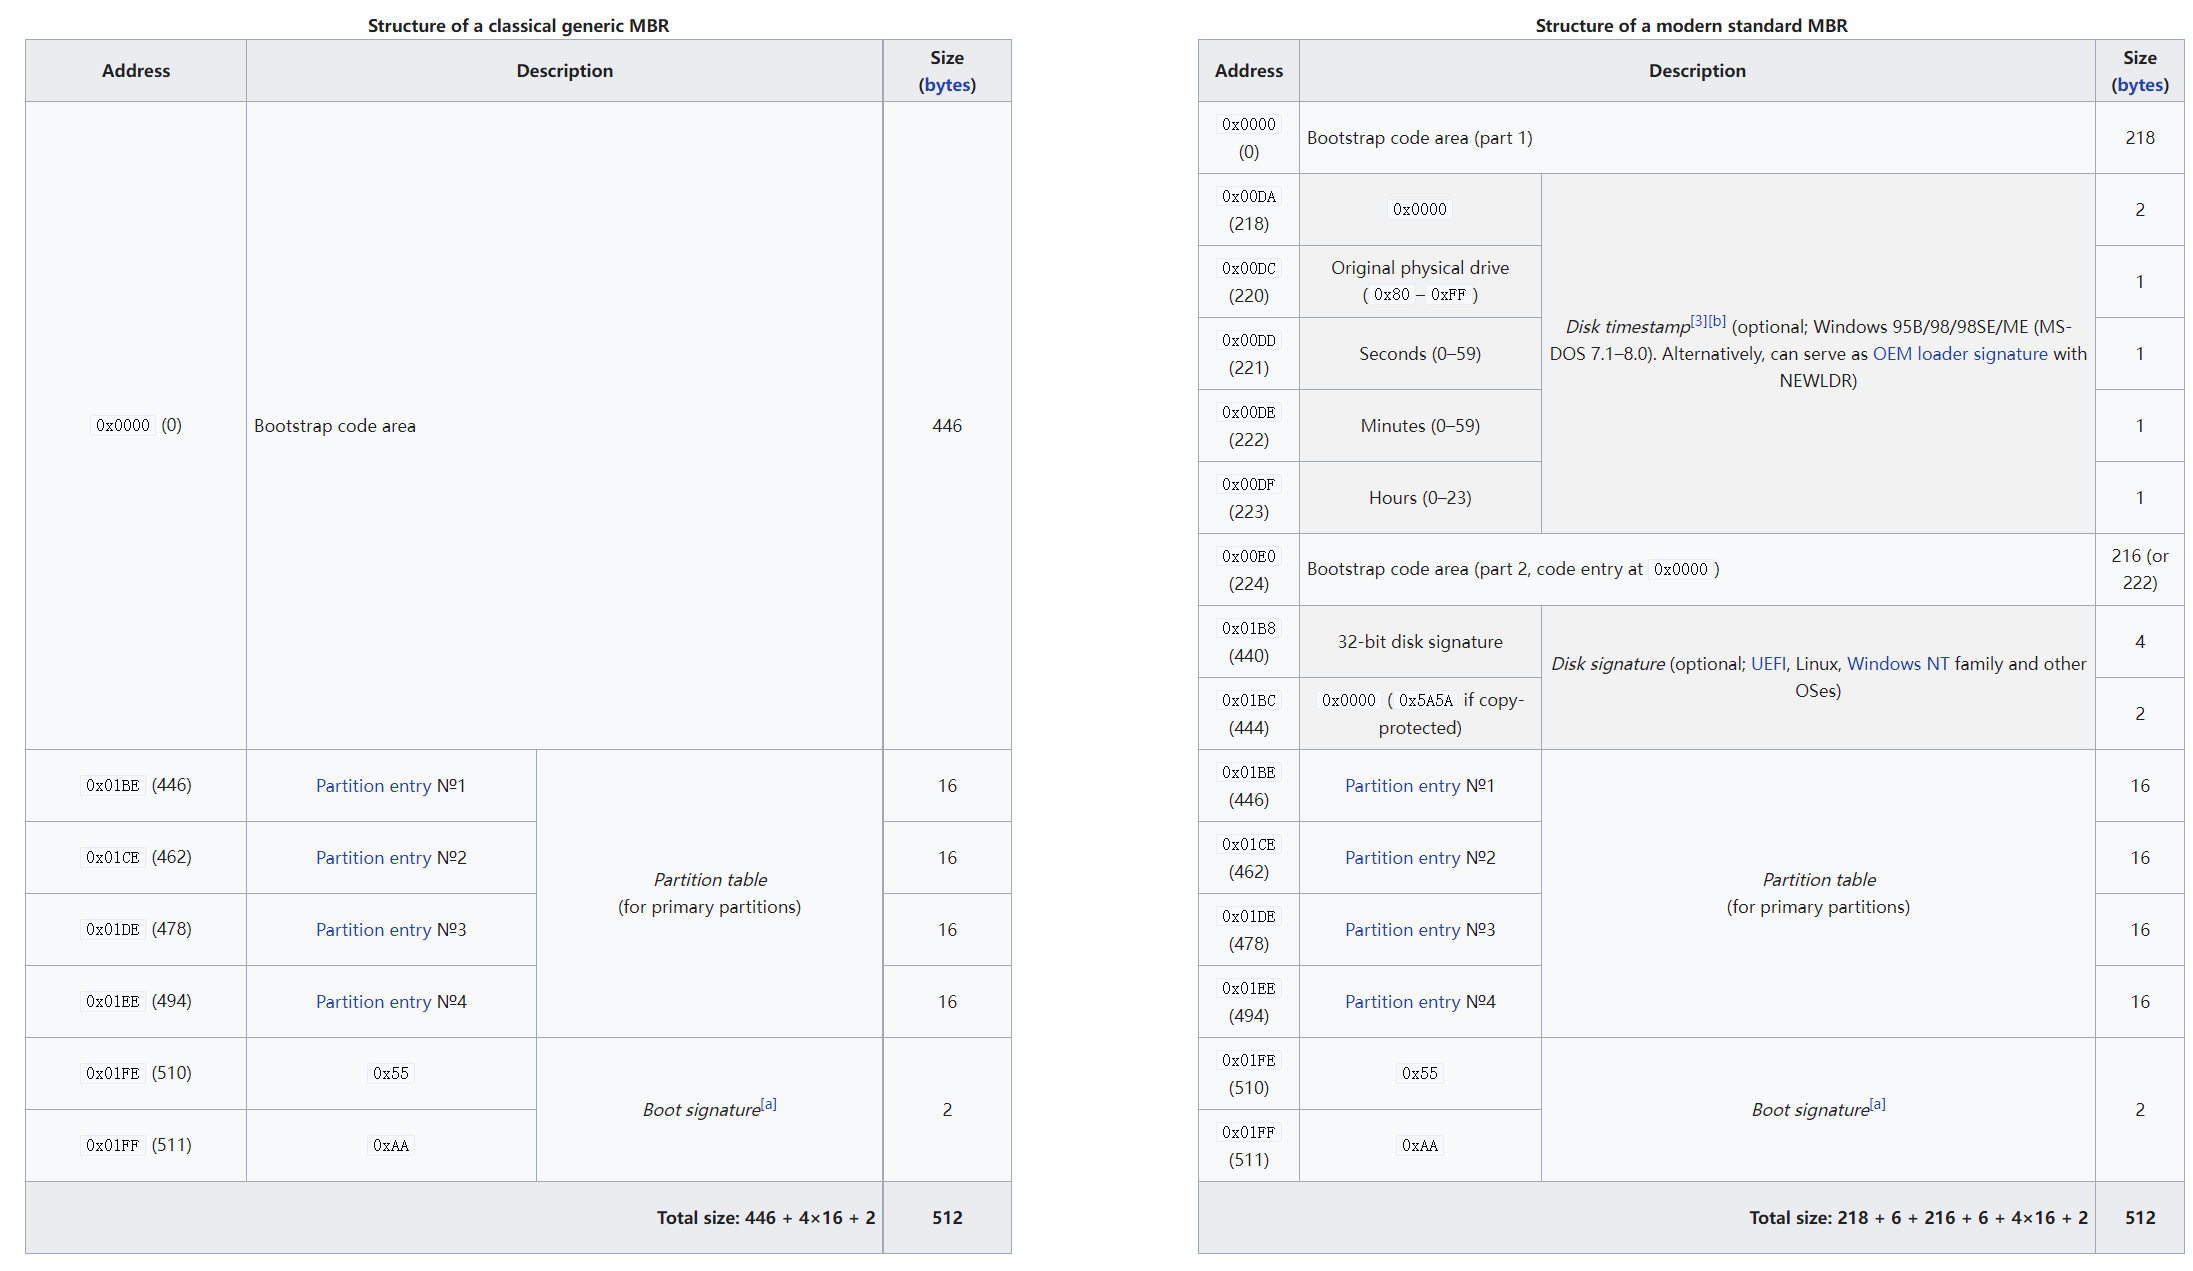 Structure of a classical generic MBR
Address
Description
Size
(bytes)
0x0000 (0)
Bootstrap code area
446
0x01BE (446)
Partition entry №1
Partition table
(for primary partitions)
16
0x01CE (462)
Partition entry №2
16
0x01DE (478)
Partition entry №3
16
0x01EE (494)
Partition entry №4
16
0x01FE (510)
0x55
Boot signature[a]
2
0x01FF (511)
0xAA
Total size: 446 + 4×16 + 2
512
Structure of a modern standard MBR
Address
Description
Size
(bytes)
0x0000
(0)
Bootstrap code area (part 1)
218
0x00DA
(218)
0x0000
Disk timestamp[3][b] (optional; Windows 95B/98/98SE/ME (MS-
DOS 7.1–8.0). Alternatively, can serve as OEM loader signature with
NEWLDR)
2
0x00DC
(220)
Original physical drive
( 0x80 – 0xFF )
1
0x00DD
(221)
Seconds (0–59)
1
0x00DE
(222)
Minutes (0–59)
1
0x00DF
(223)
Hours (0–23)
1
0x00E0
(224)
Bootstrap code area (part 2, code entry at 0x0000 )
216 (or
222)
0x01B8
(440)
32-bit disk signature
Disk signature (optional; UEFI, Linux, Windows NT family and other
OSes)
4
0x01BC
(444)
0x0000 ( 0x5A5A if copy-
protected)
2
0x01BE
(446)
Partition entry №1
Partition table
(for primary partitions)
16
0x01CE
(462)
Partition entry №2
16
0x01DE
(478)
Partition entry №3
16
0x01EE
(494)
Partition entry №4
16
0x01FE
(510)
0x55
Boot signature[a]
2
0x01FF
(511)
0xAA
Total size: 218 + 6 + 216 + 6 + 4×16 + 2
512